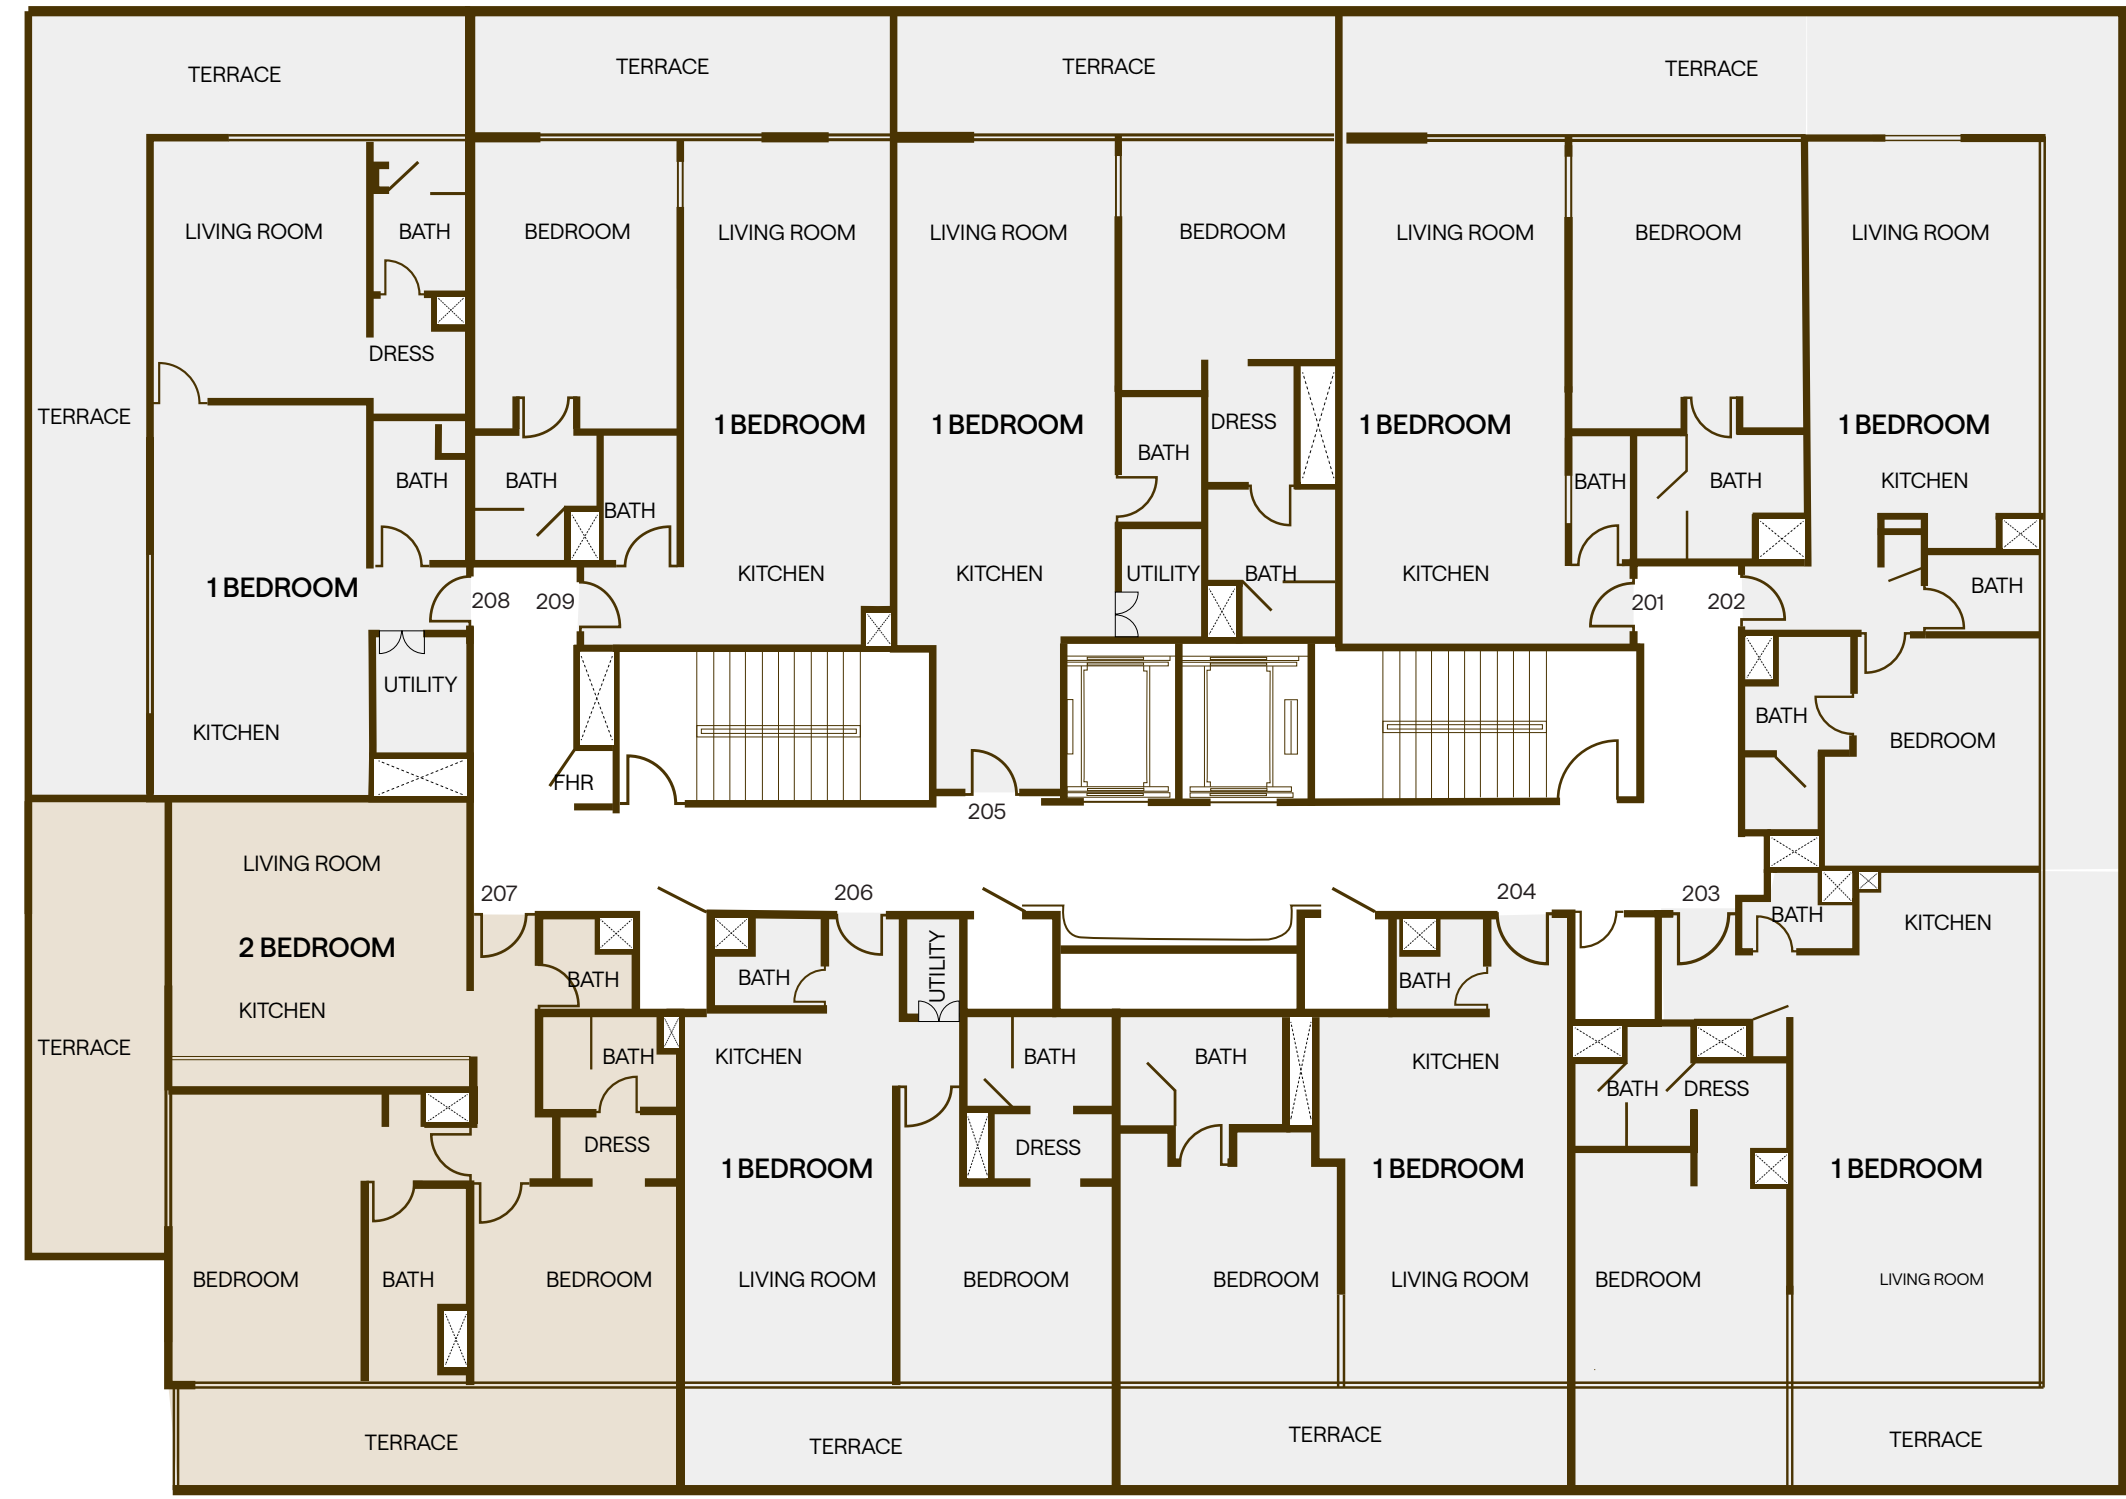 TERRACE
TERRACE
TERRACE
TERRACE
LIVING ROOM
BATH
BEDROOM
LIVING ROOM
LIVING ROOM
BEDROOM
LIVING ROOM
BEDROOM
LIVING ROOM
DRESS
TERRACE
1 BEDROOM
1 BEDROOM
DRESS
1 BEDROOM
1 BEDROOM
BATH
BATH
BATH
BATH
BATH
BATH
KITCHEN
1 BEDROOM
KITCHEN
KITCHEN
UTILITY
BATH
KITCHEN
BATH
208
209
201
202
UTILITY
KITCHEN
BATH
BEDROOM
FHR
205
LIVING ROOM
207
206
204
203
2 BEDROOM
BATH
KITCHEN
BATH
BATH
UTILITY
BATH
KITCHEN
TERRACE
BATH
KITCHEN
BATH
BATH
KITCHEN
BATH
DRESS
DRESS
DRESS
1 BEDROOM
1 BEDROOM
1 BEDROOM
BEDROOM
BATH
BEDROOM
LIVING ROOM
BEDROOM
BEDROOM
LIVING ROOM
BEDROOM
LIVING ROOM
TERRACE
TERRACE
TERRACE
TERRACE